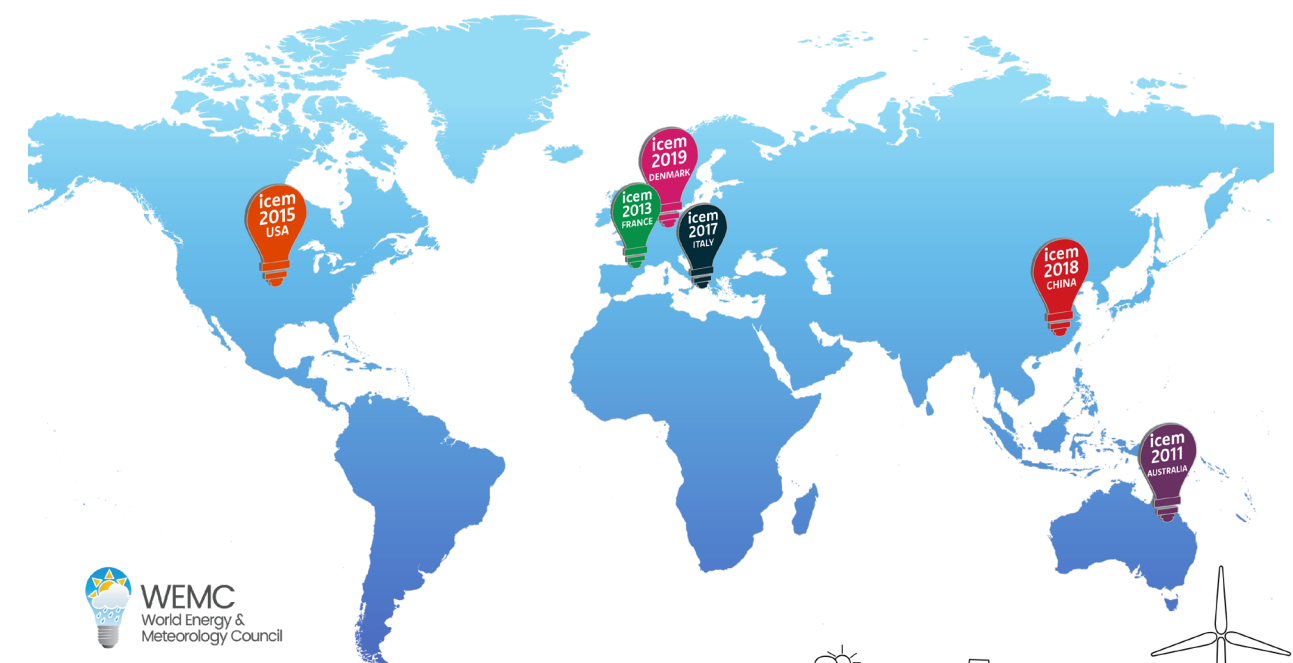 icem
2019
DENMARK
icem
2015
USA
icem
2013
FRANCE
icem
2017
ITALY
icem
2018
CHINA
icem
2011
AUSTRALIA
WEMC
World Energy &
Meteorology Council